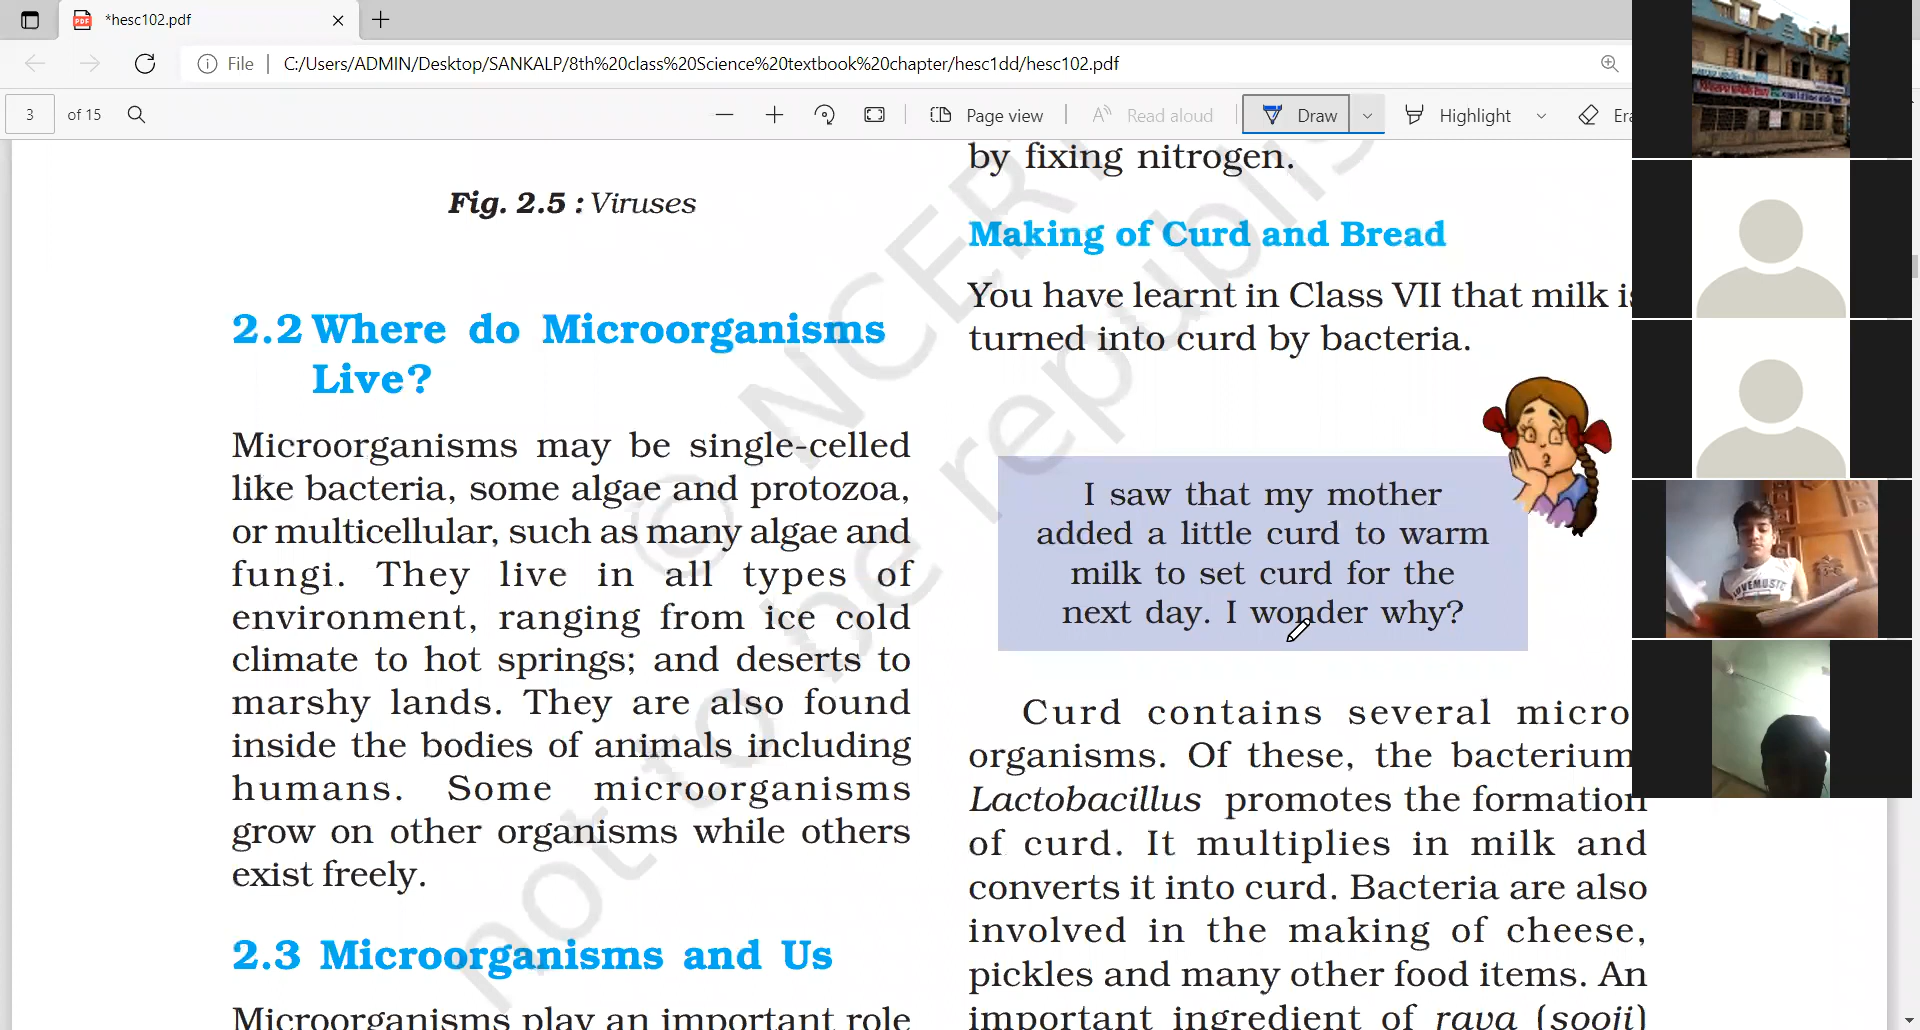 *hesc102.pdf
File
C:/Users/ADMIN/Desktop/SANKALP/8th%20class%20Science%20textbook%20chapter/hesc1dd/hesc102.pdf
3 of 15
Page view
Read aloud
Draw
Highlight
Fig. 2.5 : Viruses
2.2 Where do Microorganisms
Live?
Microorganisms may be single-celled
like bacteria, some algae and protozoa,
or multicellular, such as many algae and
fungi. They live in all types of
environment, ranging from ice cold
climate to hot springs; and deserts to
marshy lands. They are also found
inside the bodies of animals including
humans. Some microorganisms
grow on other organisms while others
exist freely.
2.3 Microorganisms and Us
Microorganisms play an important role
by fixing nitrogen.
Making of Curd and Bread
You have learnt in Class VII that milk is
turned into curd by bacteria.
I saw that my mother
added a little curd to warm
milk to set curd for the
next day. I wonder why?
Curd contains several micro
organisms. Of these, the bacterium
Lactobacillus promotes the formation
of curd. It multiplies in milk and
converts it into curd. Bacteria are also
involved in the making of cheese,
pickles and many other food items. An
important ingredient of rava (sooji)
© NCERT
not to be republis